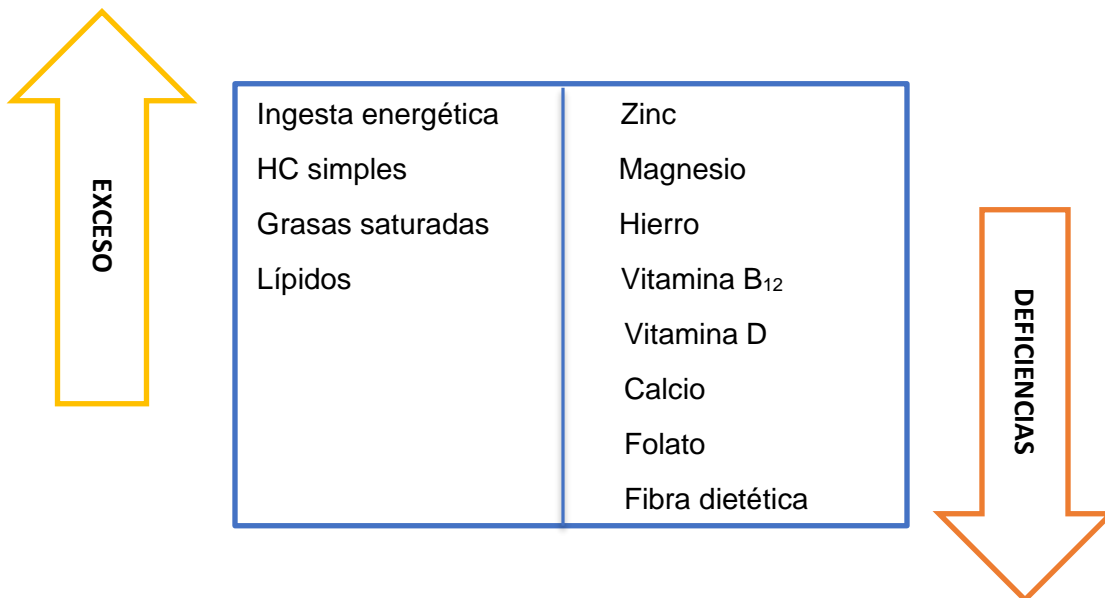 EXCESO
Ingesta energética
HC simples
Grasas saturadas
Lípidos
Zinc
Magnesio
Hierro
Vitamina B₁₂
Vitamina D
Calcio
Folato
Fibra dietética
DEFICIENCIAS